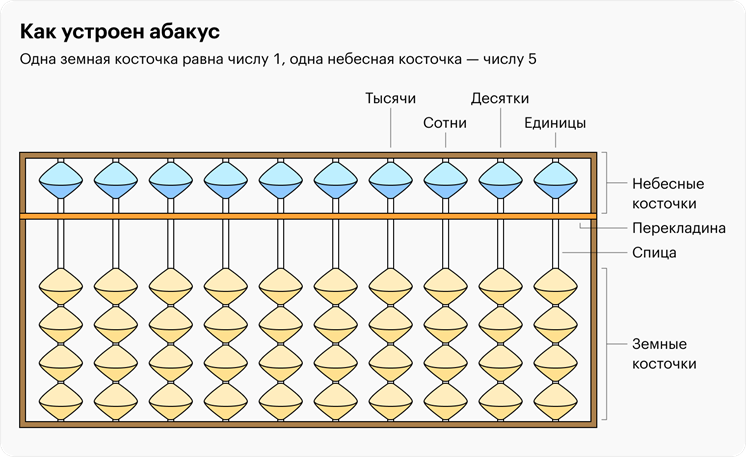 Как устроен абакус
Одна земная косточка равна числу 1, одна небесная косточка — числу 5
Тысячи
Десятки
Сотни
Единицы
Небесные
косточки
Перекладина
Спица
Земные
косточки